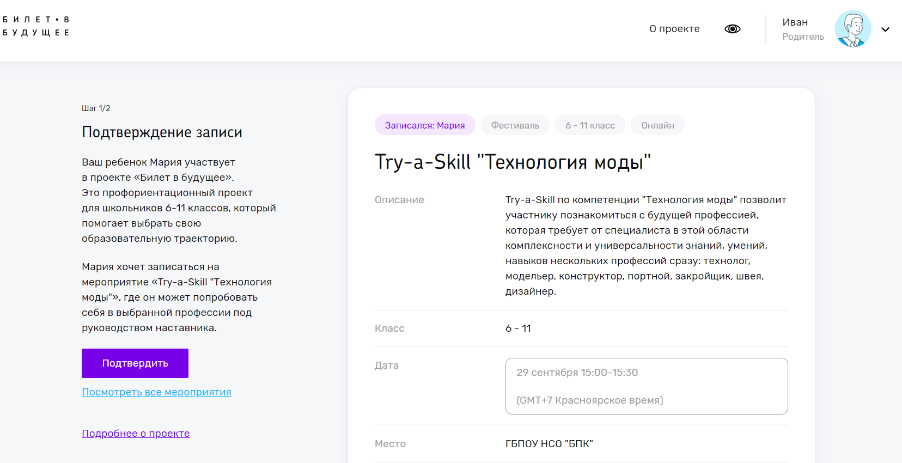 БИЛЕТ•В
БУДУЩЕЕ
О проекте
Иван
Родитель
Шаг 1/2
Подтверждение записи
Ваш ребенок Мария участвует
в проекте «Билет в будущее».
Это профориентационный проект
для школьников 6-11 классов, который
помогает выбрать свою
образовательную траекторию.
Мария хочет записаться на
мероприятие «Try-a-Skill "Технология
моды"», где он может попробовать
себя в выбранной профессии под
руководством наставника.
Подтвердить
Посмотреть все мероприятия
Подробнее о проекте
Записался: Мария
Фестиваль
6 - 11 класс
Онлайн
Try-a-Skill "Технология моды"
Описание
Try-a-Skill по компетенции "Технология моды" позволит
участнику познакомиться с будущей профессией,
которая требует от специалиста в этой области
комплексности и универсальности знаний, умений,
навыков нескольких профессий сразу: технолог,
модельер, конструктор, портной, закройщик, швея,
дизайнер.
Класс
6 - 11
Дата
29 сентября 15:00-15:30
(GMT+7 Красноярское время)
Место
ГБПОУ НСО "БПК"